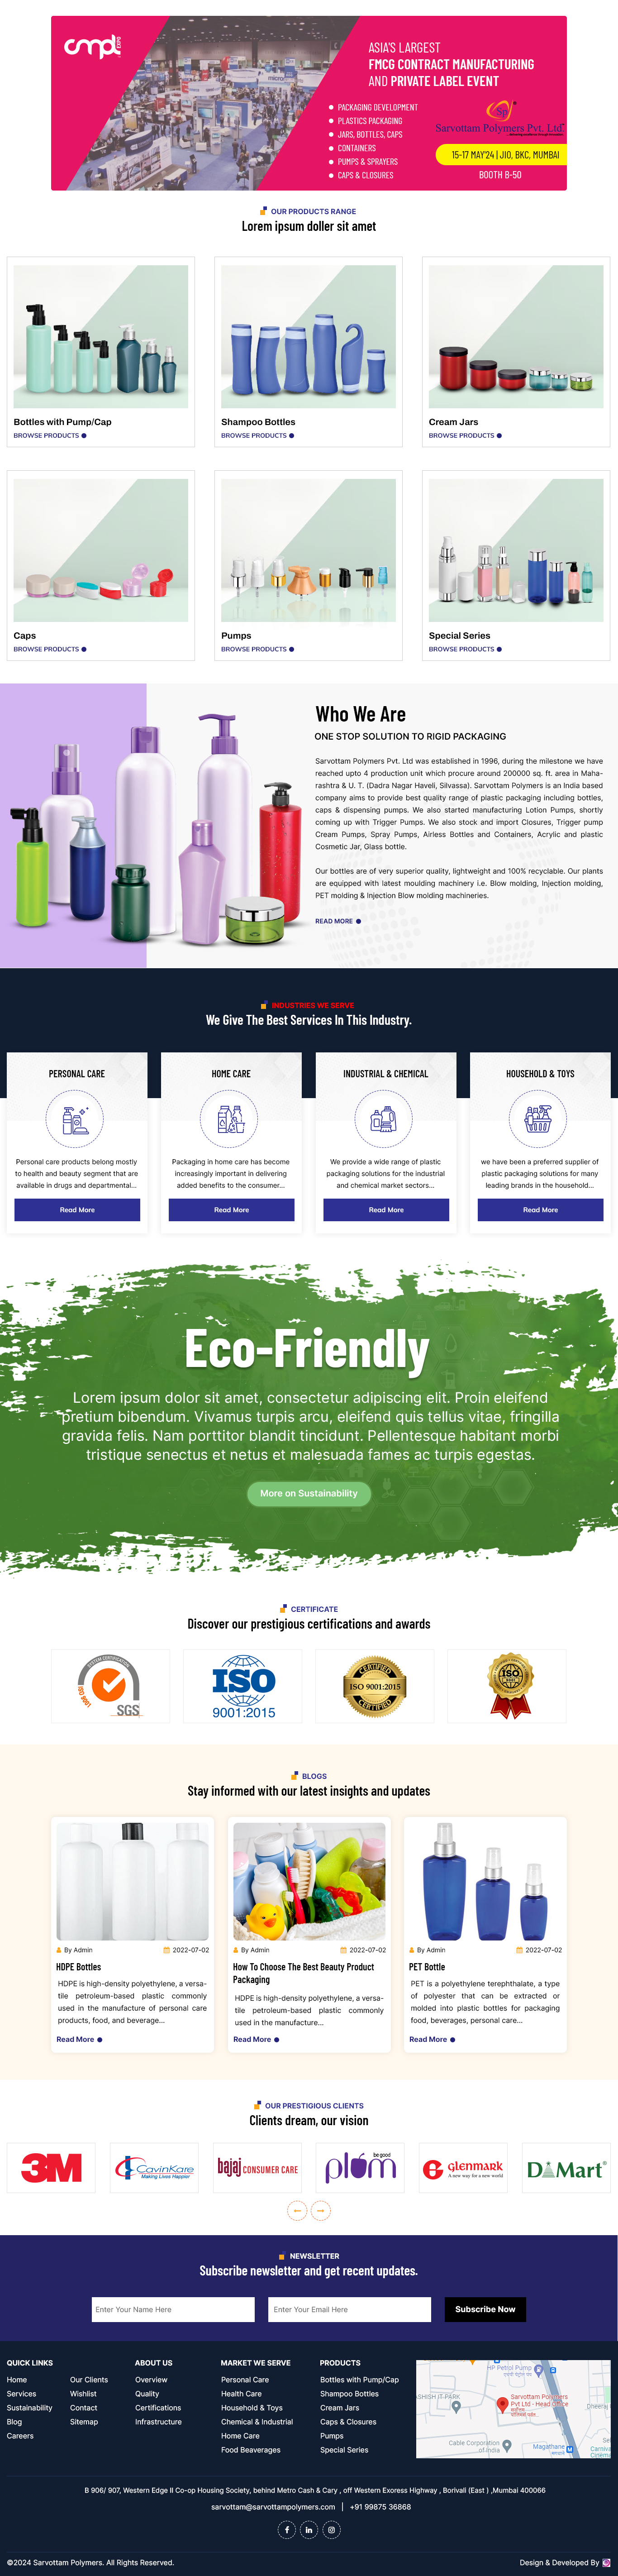 cmpl EXPO
ASIA'S LARGEST
FMCG CONTRACT MANUFACTURING
AND PRIVATE LABEL EVENT
PACKAGING DEVELOPMENT
PLASTICS PACKAGING
JARS, BOTTLES, CAPS
CONTAINERS
PUMPS & SPRAYERS
CAPS & CLOSURES
Sarvottam Polymers Pvt. Ltd.
15-17 MAY'24 | JIO, BKC, MUMBAI
BOOTH B-50
OUR PRODUCTS RANGE
Lorem ipsum doller sit amet
Bottles with Pump/Cap
BROWSE PRODUCTS
Shampoo Bottles
BROWSE PRODUCTS
Cream Jars
BROWSE PRODUCTS
Caps
BROWSE PRODUCTS
Pumps
BROWSE PRODUCTS
Special Series
BROWSE PRODUCTS
Who We Are
ONE STOP SOLUTION TO RIGID PACKAGING
Sarvottam Polymers Pvt. Ltd was established in 1996, during the milestone we have
reached upto 4 production unit which procure around 200000 sq. ft. area in Maha-
rashtra & U. T. (Dadra Nagar Haveli, Silvassa). Sarvottam Polymers is an India based
company aims to provide best quality range of plastic packaging including bottles,
caps & dispensing pumps. We also started manufacturing Lotion Pumps, shortly
coming up with Trigger Pumps. We also stock and import Closures, Trigger pump
Cream Pumps, Spray Pumps, Airless Bottles and Containers, Acrylic and plastic
Cosmetic Jar, Glass bottle.
Our bottles are of very superior quality, lightweight and 100% recyclable. Our plants
are equipped with latest moulding machinery i.e. Blow molding, Injection molding,
PET molding & Injection Blow molding machineries.
READ MORE
INDUSTRIES WE SERVE
We Give The Best Services In This Industry.
PERSONAL CARE
Personal care products belong mostly
to health and beauty segment that are
available in drugs and departmental...
Read More
HOME CARE
Packaging in home care has become
increasingly important in delivering
added benefits to the consumer...
Read More
INDUSTRIAL & CHEMICAL
We provide a wide range of plastic
packaging solutions for the industrial
and chemical market sectors...
Read More
HOUSEHOLD & TOYS
we have been a preferred supplier of
plastic packaging solutions for many
leading brands in the household...
Read More
Eco-Friendly
Lorem ipsum dolor sit amet, consectetur adipiscing elit. Proin eleifend
pretium bibendum. Vivamus turpis arcu, eleifend quis tellus vitae, fringilla
gravida felis. Nam porttitor blandit tincidunt. Pellentesque habitant morbi
tristique senectus et netus et malesuada fames ac turpis egestas.
More on Sustainability
CERTIFICATE
Discover our prestigious certifications and awards
SYSTEM CERTIFICATION
ISO 9001
SGS
ISO
9001:2015
CERTIFIED
ISO 9001:2015
CERTIFIED
ISO
9001
BLOGS
Stay informed with our latest insights and updates
By Admin 2022-07-02
HDPE Bottles
HDPE is high-density polyethylene, a versa-
tile petroleum-based plastic commonly
used in the manufacture of personal care
products, food, and beverage...
Read More
By Admin 2022-07-02
How To Choose The Best Beauty Product
Packaging
HDPE is high-density polyethylene, a versa-
tile petroleum-based plastic commonly
used in the manufacture...
Read More
By Admin 2022-07-02
PET Bottle
PET is a polyethylene terephthalate, a type
of polyester that can be extracted or
molded into plastic bottles for packaging
food, beverages, personal care...
Read More
OUR PRESTIGIOUS CLIENTS
Clients dream, our vision
3M
CavinKare
Making Lives Happier
bajaj CONSUMER CARE
be good
plum
glenmark
A new way for a new world
DMart
NEWSLETTER
Subscribe newsletter and get recent updates.
Enter Your Name Here
Enter Your Email Here
Subscribe Now
QUICK LINKS
Home
Services
Sustainability
Blog
Careers
Our Clients
Wishlist
Contact
Sitemap
ABOUT US
Overview
Quality
Certifications
Infrastructure
MARKET WE SERVE
Personal Care
Health Care
Household & Toys
Chemical & Industrial
Home Care
Food Beaverages
PRODUCTS
Bottles with Pump/Cap
Shampoo Bottles
Cream Jars
Caps & Closures
Pumps
Special Series
HP Petrol Pump
ASHISH IT PARK
Sarvottam Polymers
Pvt Ltd - Head Office
Dheeraj
Cable Corporation
of India
Magathane
Carnival
Cinema
B 906/ 907, Western Edge II Co-op Housing Society, behind Metro Cash & Cary , off Western Exoress Highway , Borivali (East ) ,Mumbai 400066
sarvottam@sarvottampolymers.com | +91 99875 36868
©2024 Sarvottam Polymers. All Rights Reserved.
Design & Developed By